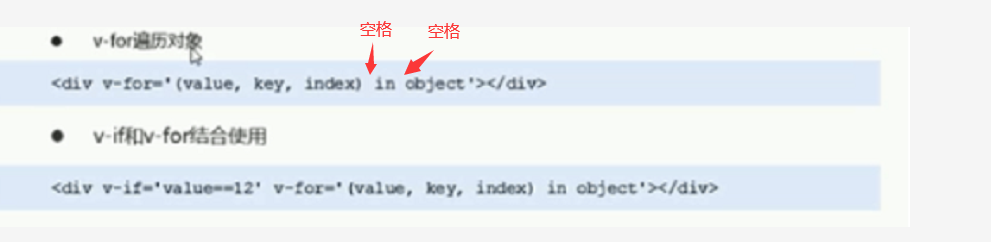 空格 空格
v-for遍历对象
<div v-for='(value, key, index) in object'></div>
v-if和v-for结合使用
<div v-if='value==12' v-for='(value, key, index) in object'></div>